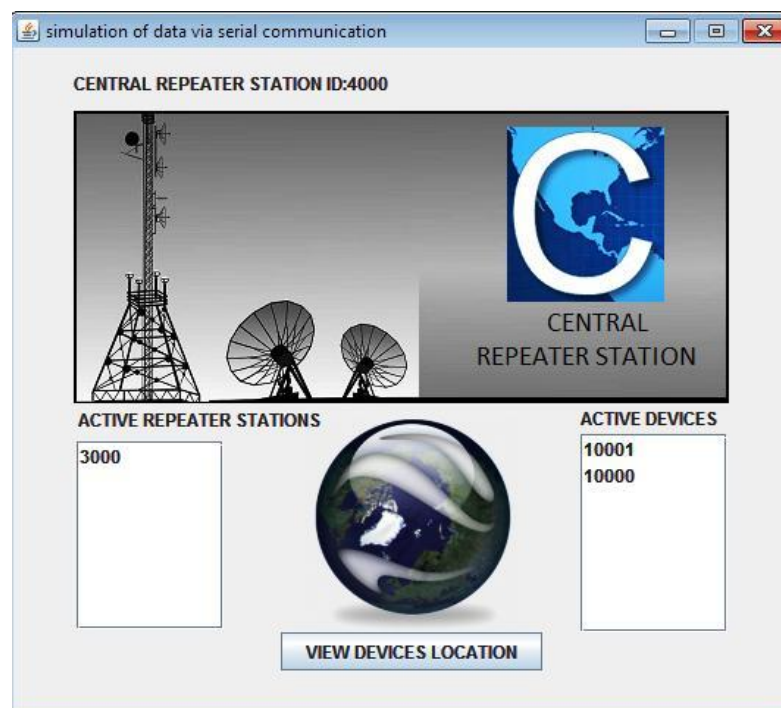 simulation of data via serial communication
CENTRAL REPEATER STATION ID:4000
C
CENTRAL
REPEATER STATION
ACTIVE REPEATER STATIONS
3000
ACTIVE DEVICES
10001
10000
VIEW DEVICES LOCATION